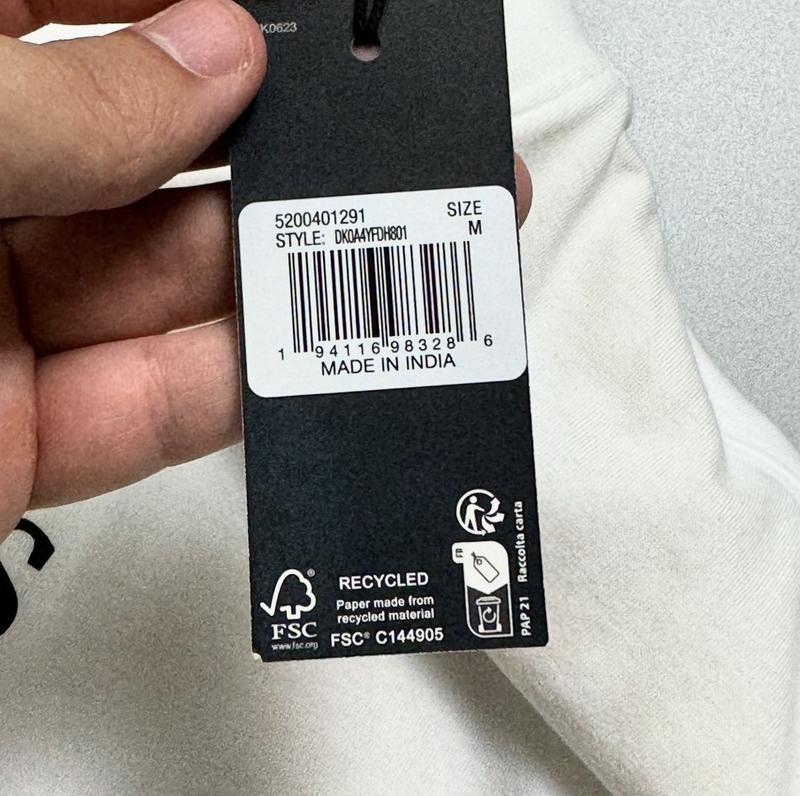 K0623
5200401291
SIZE
STYLE: DK0A4YFDH801
M
1 94116 98328 6
MADE IN INDIA
FR
RECYCLED
Paper made from
recycled material
FSC® C144905
®
FSC
www.fsc.org
PAP 21 Raccolta carta